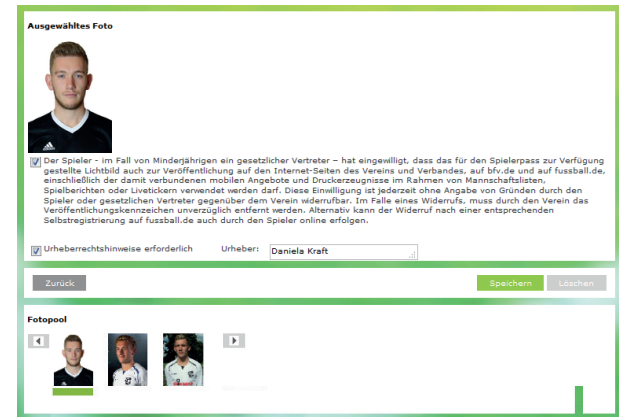 Ausgewähltes Foto
Der Spieler - im Fall von Minderjährigen ein gesetzlicher Vertreter – hat eingewilligt, dass das für den Spielerpass zur Verfügung
gestellte Lichtbild auch zur Veröffentlichung auf den Internet-Seiten des Vereins und Verbandes, auf bfv.de und auf fussball.de,
einschließlich der damit verbundenen mobilen Angebote und Druckerzeugnisse im Rahmen von Mannschaftslisten,
Spielberichten oder Livetickern verwendet werden darf. Diese Einwilligung ist jederzeit ohne Angabe von Gründen durch den
Spieler oder gesetzlichen Vertreter gegenüber dem Verein widerrufbar. Im Falle eines Widerrufs, muss durch den Verein das
Veröffentlichungskennzeichen unverzüglich entfernt werden. Alternativ kann der Widerruf nach einer entsprechenden
Selbstregistrierung auf fussball.de auch durch den Spieler online erfolgen.
Urheberrechtshinweise erforderlich Urheber: Daniela Kraft
Zurück Speichern Löschen
Fotopool